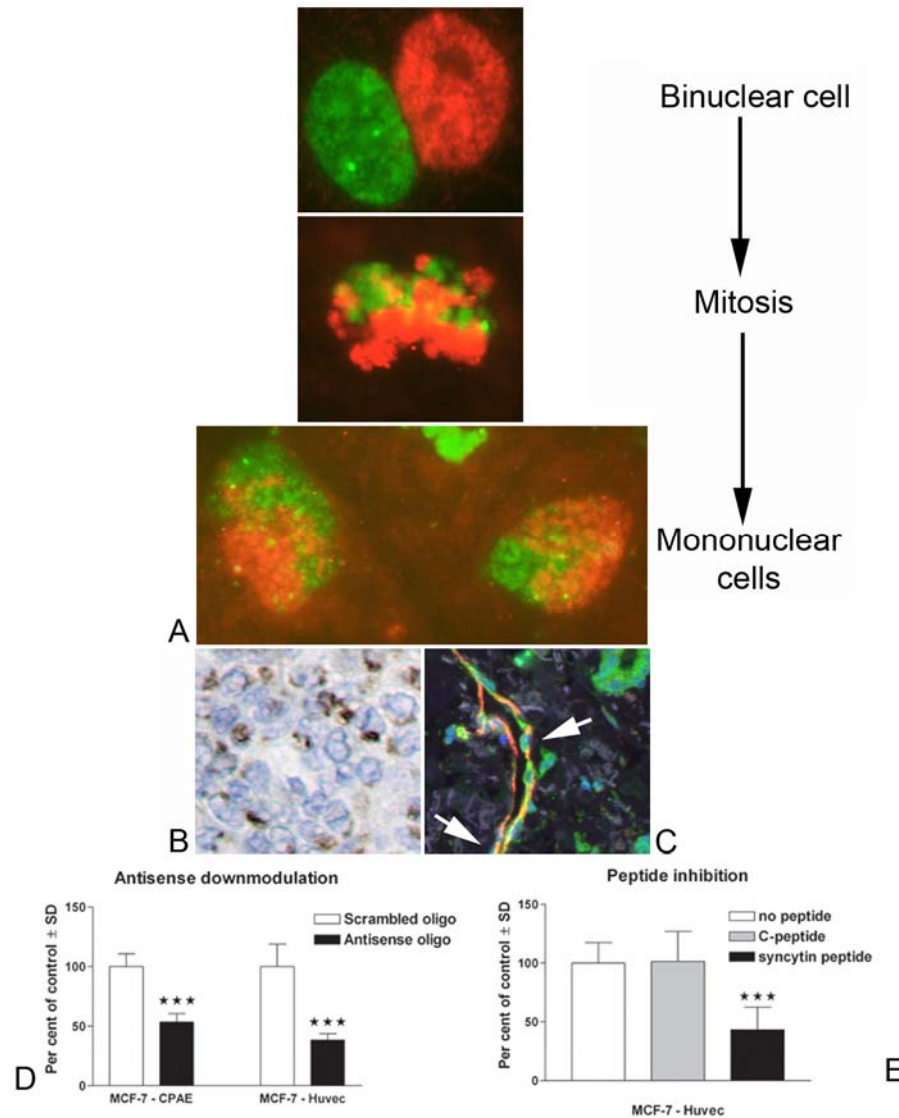 Binuclear cell
Mitosis
Mononuclear
cells
A
B
C
Antisense downmodulation
Per cent of control ± SD
150
100
50
0
Scrambled oligo
Antisense oligo
★★★
★★★
MCF-7 - CPAE
MCF-7 - Huvec
D
Peptide inhibition
Per cent of control ± SD
150
100
50
0
no peptide
C-peptide
syncytin peptide
★★★
MCF-7 - Huvec
E